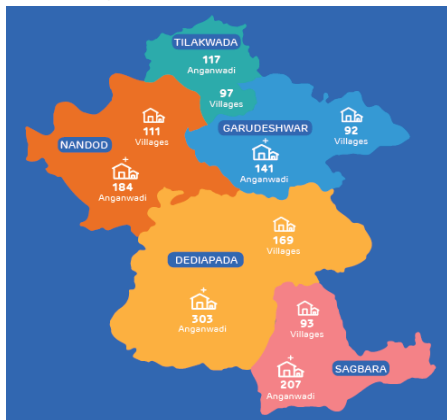 TILAKWADA
117
Anganwadi
97
Villages
NANDOD
111
Villages
184
Anganwadi
GARUDESHWAR
92
Villages
141
Anganwadi
DEDIAPADA
169
Villages
303
Anganwadi
93
Villages
SAGBARA
207
Anganwadi